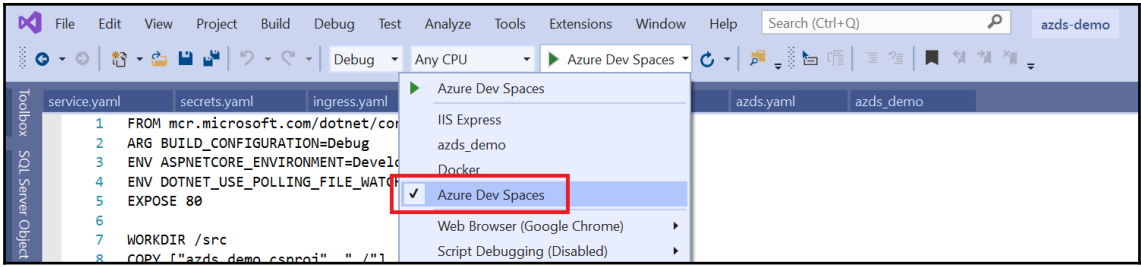 File Edit View Project Build Debug Test Analyze Tools Extensions Window Help Search (Ctrl+Q) azds-demo
Debug Any CPU Azure Dev Spaces
Toolbox
SQL Server Object
service.yaml secrets.yaml ingress.yaml azds.yaml azds_demo
Azure Dev Spaces
IIS Express
azds_demo
Docker
Azure Dev Spaces
Web Browser (Google Chrome)
Script Debugging (Disabled)
1 FROM mcr.microsoft.com/dotnet/
2 ARG BUILD_CONFIGURATION=Debug
3 ENV ASPNETCORE_ENVIRONMENT=Develo
4 ENV DOTNET_USE_POLLING_FILE_WATCH
5 EXPOSE 80
6
7 WORKDIR /src
8 COPY ["azds_demo.csproj", "./"]